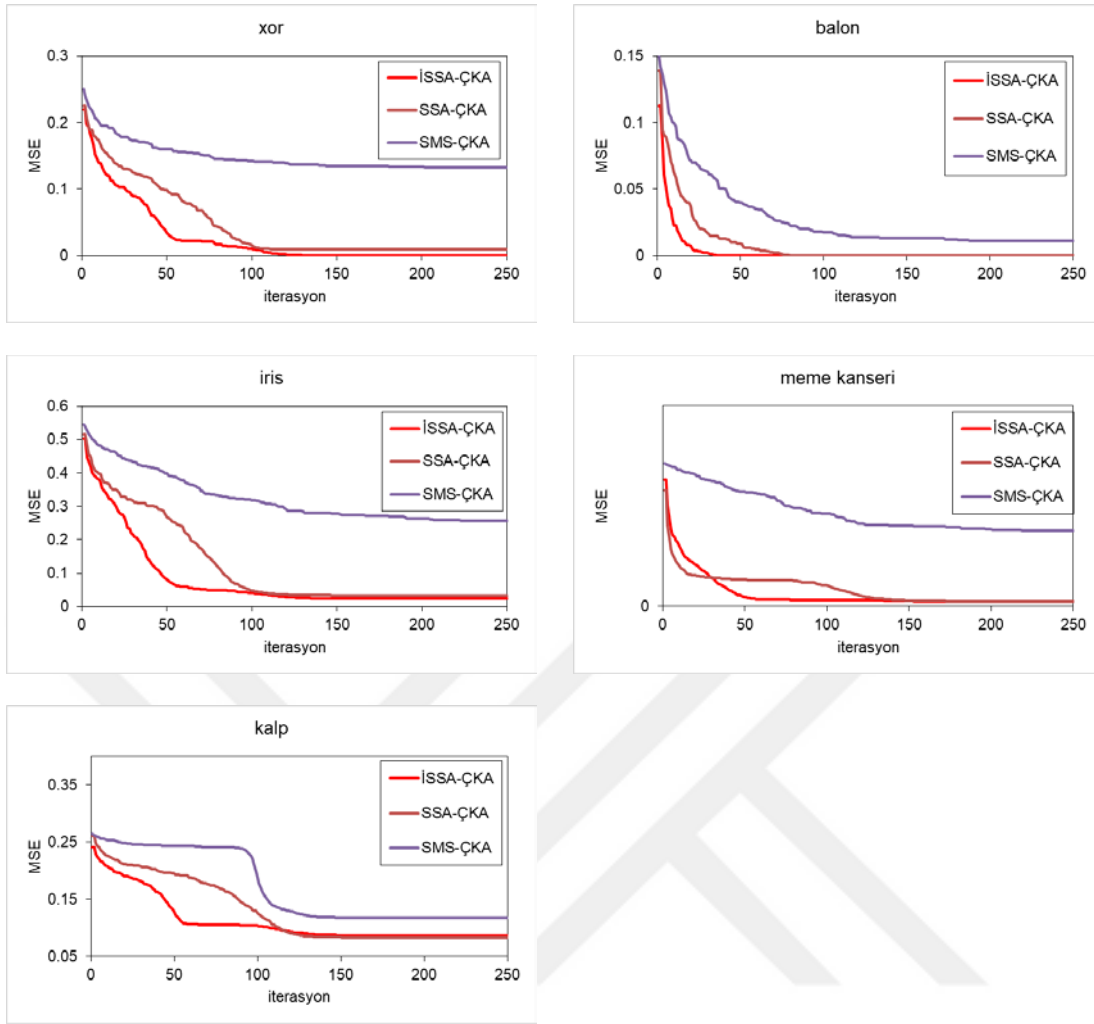 xor
0.3
0.2
0.1
0
MSE
0 50 100 150 200 250
iterasyon
İSSA-ÇKA
SSA-ÇKA
SMS-ÇKA
balon
0.15
0.1
0.05
0
MSE
0 50 100 150 200 250
iterasyon
İSSA-ÇKA
SSA-ÇKA
SMS-ÇKA
iris
0.6
0.5
0.4
0.3
0.2
0.1
0
MSE
0 50 100 150 200 250
iterasyon
İSSA-ÇKA
SSA-ÇKA
SMS-ÇKA
meme kanseri
0
MSE
0 50 100 150 200 250
iterasyon
İSSA-ÇKA
SSA-ÇKA
SMS-ÇKA
kalp
0.35
0.25
0.15
0.05
MSE
0 50 100 150 200 250
iterasyon
İSSA-ÇKA
SSA-ÇKA
SMS-ÇKA